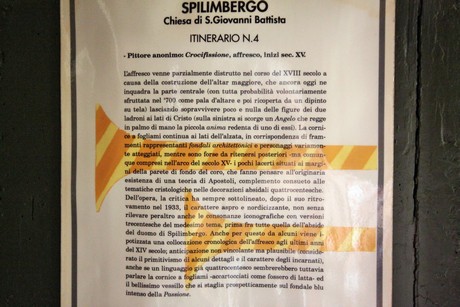 SPILIMBERGO
Chiesa di S.Giovanni Battista
ITINERARIO N.4
- Pittore anonimo: Crocifissione, affresco, inizi sec. XV.
L'affresco venne parzialmente distrutto nel corso del XVIII secolo a
causa della costruzione dell'altar maggiore, che ancora oggi ne
inquadra la parte centrale (con tutta probabilità volontariamente
sfruttata nel '700 come pala d'altare e poi ricoperta da un dipinto
su tela) lasciando sopravvivere poco e nulla delle figure dei due
ladroni ai lati di Cristo (sulla sinistra si scorge un Angelo che regge
in palmo di mano la piccola anima redenta di uno di essi). La corni-
ce a fogliami continua ai lati dell'alzata, in corrispondenza di fram-
menti rappresentanti fondali architettonici e personaggi variamen-
te atteggiati, mentre sono forse da ritenersi posteriori -ma comun-
que compresi nell'arco del secolo XV- i pochi lacerti situati ai margi-
ni della parete di fondo del coro, che fanno pensare all'originaria
esistenza di una teoria di Apostoli, complemento consueto alle
tematiche cristologiche nelle decorazioni absidali quattrocentesche.
Dell'opera, la critica ha sempre sottolineato, dopo il suo ritro-
vamento nel 1933, il carattere aspro e nordicizzante, non senza
rilevare peraltro anche le consonanze iconografiche con versioni
trecentesche del medesimo tema, prima fra tutte quella dell'abside
del duomo di Spilimbergo. Anche per questo da alcuni viene i-
potizzata una collocazione cronologica dell'affresco agli ultimi anni
del XIV secolo, anticipazione non vincolante ma plausibile (conside-
rato il primitivismo di alcuni dettagli e il carattere degli incarnati),
anche se un linguaggio già quattrocentesco sembrerebbero tuttavia
parlare la cornice a fogliami -accartocciati come fossero di latta- ed
il bellissimo vessillo che si staglia prospetticamente sul fondale blu
intenso della Passione.